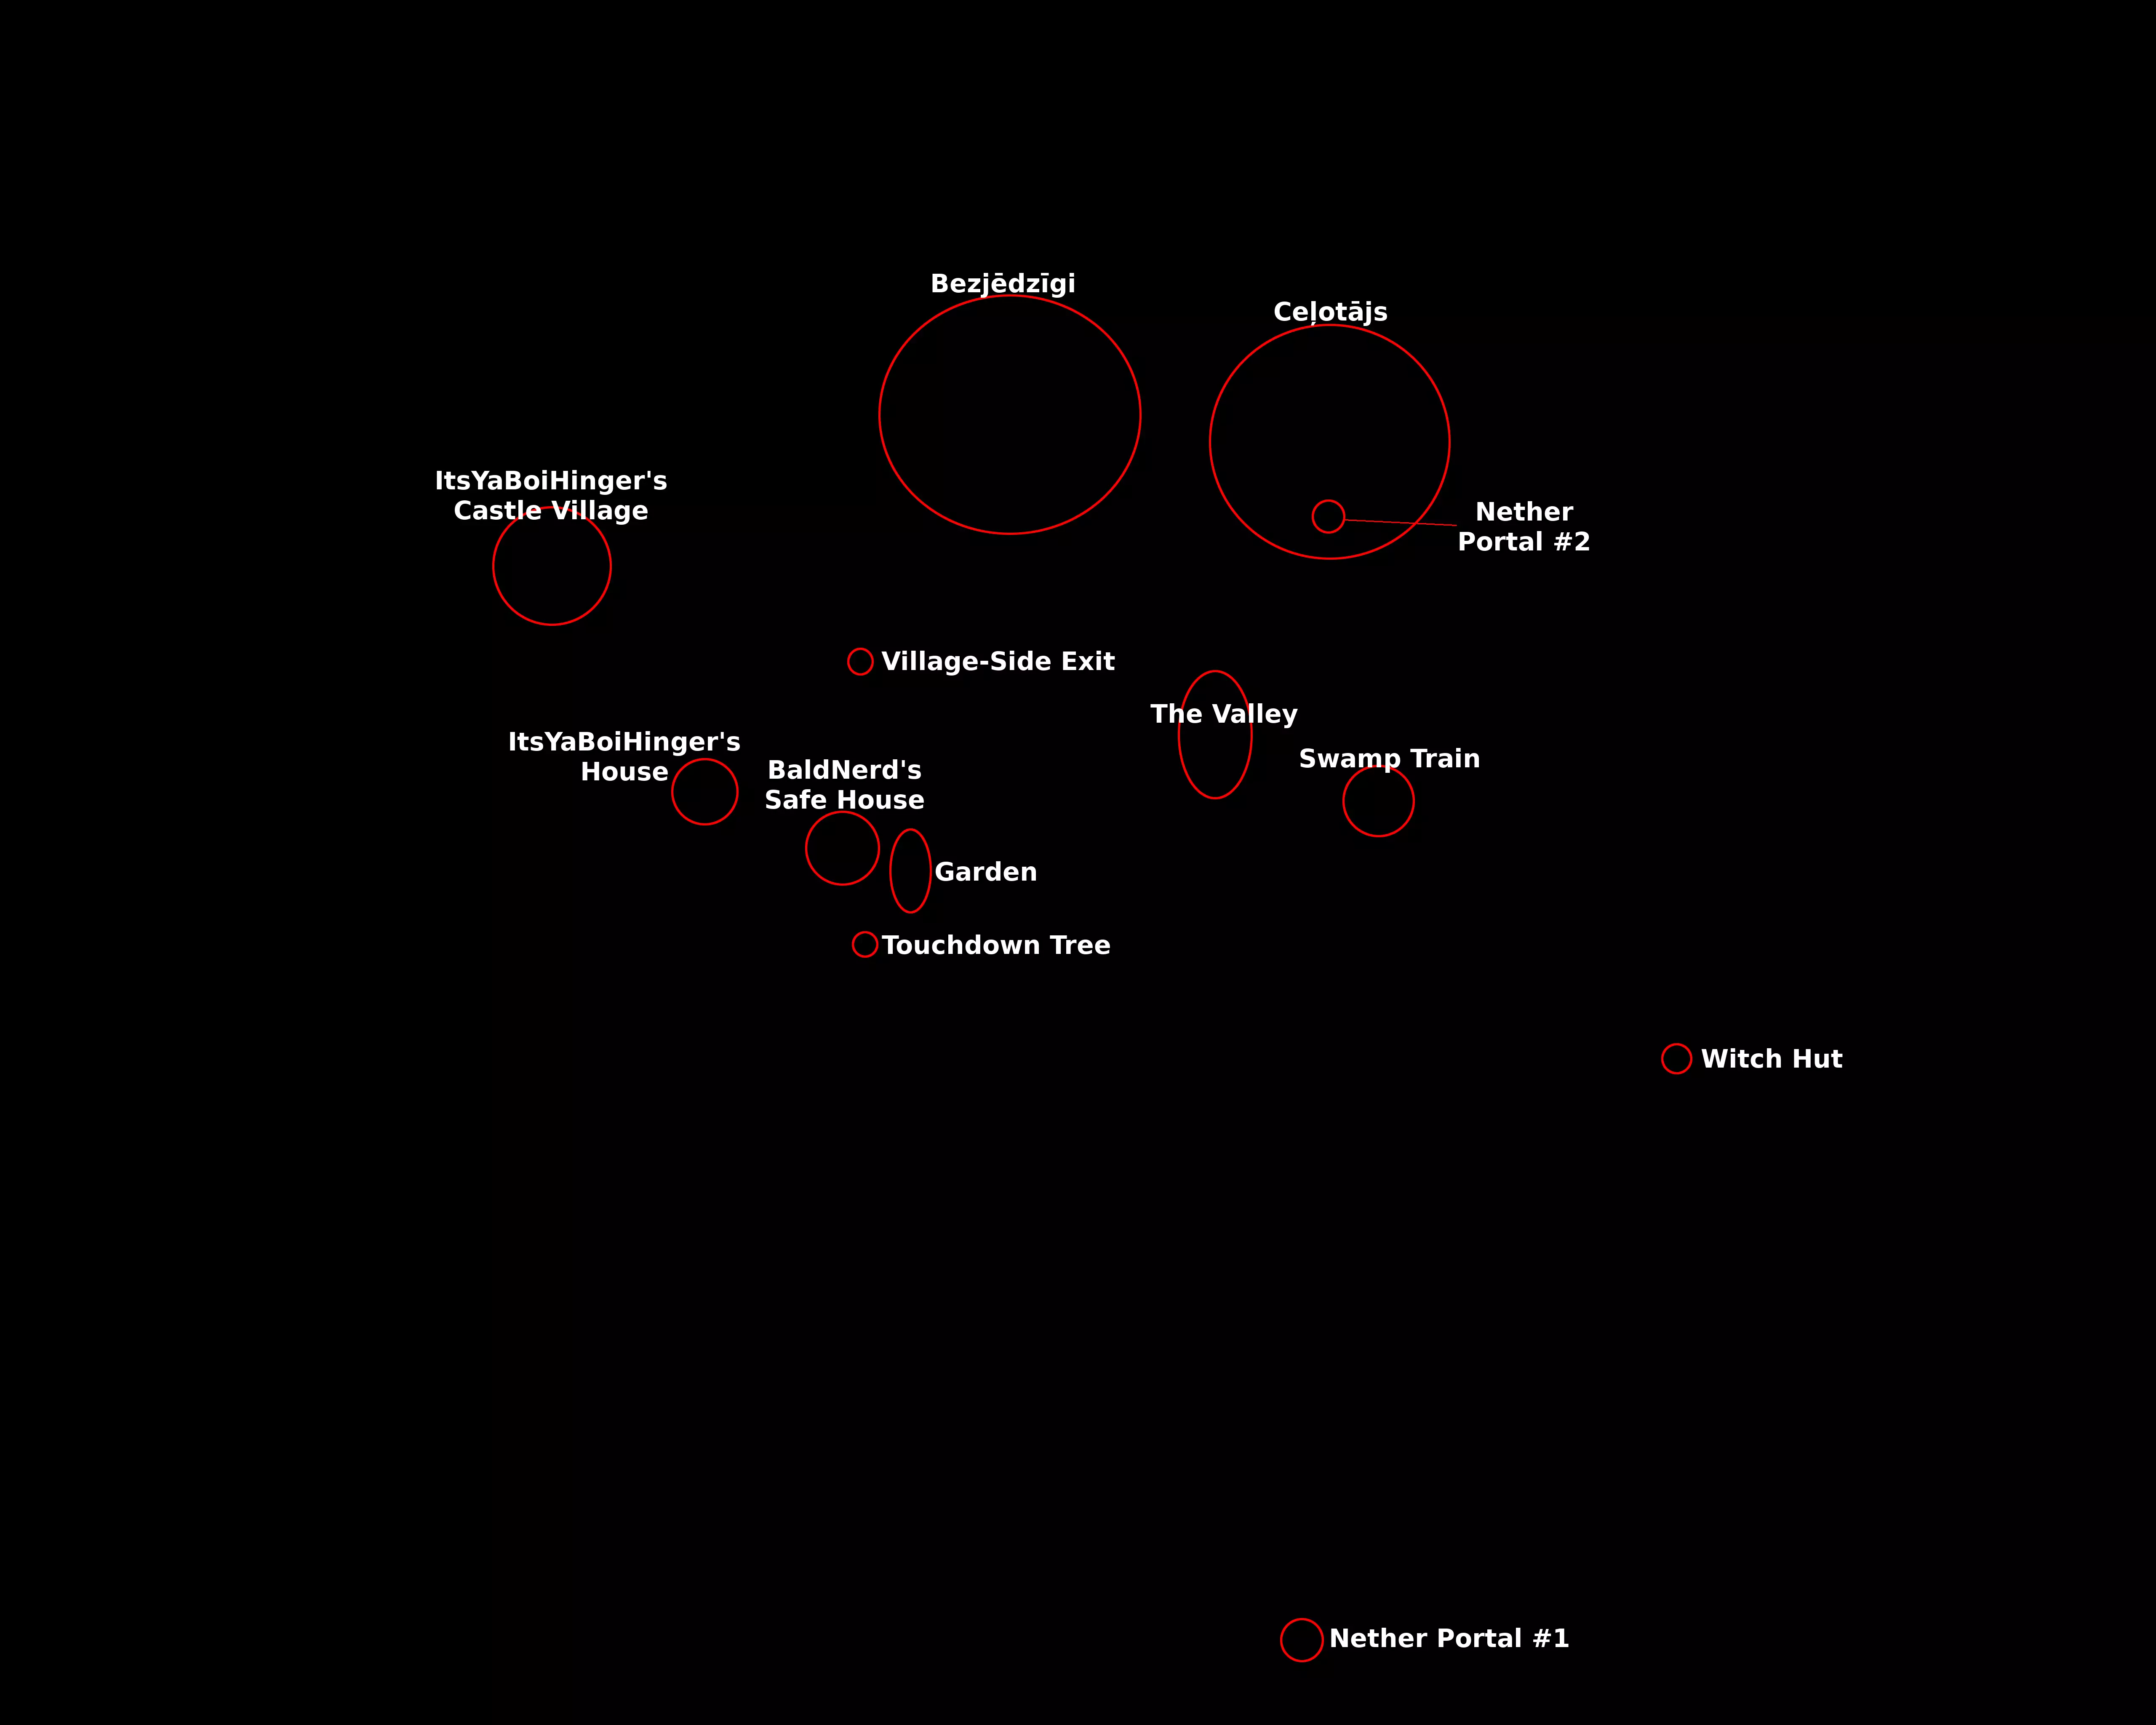 Bezjēdzīgi
Ceļotājs
ItsYaBoiHinger's
Castle Village
Nether
Portal #2
Village-Side Exit
The Valley
ItsYaBoiHinger's
House
Swamp Train
BaldNerd's
Safe House
Garden
Touchdown Tree
Witch Hut
Nether Portal #1